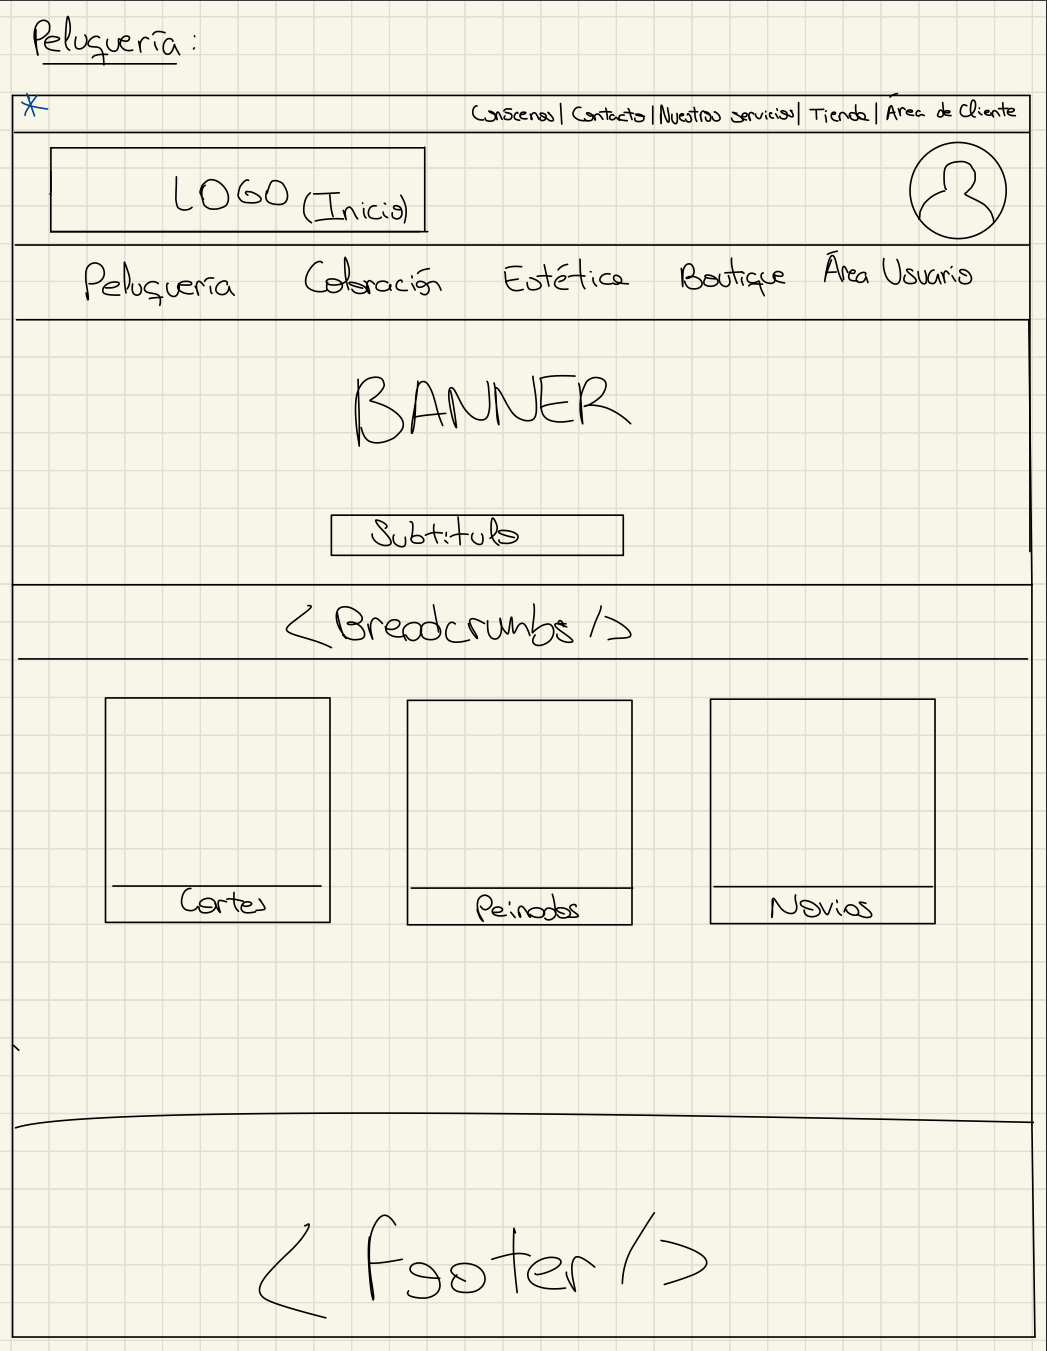 Peluquería:
* Conócenos | Contacto | Nuestros servicios | Tienda | Área de Cliente
LOGO (Inicio)
Peluquería Coloración Estética Boutique Área Usuario
BANNER
Subtitulo
<Breadcrumbs/>
Cortes Peinados Novias
<footer/>